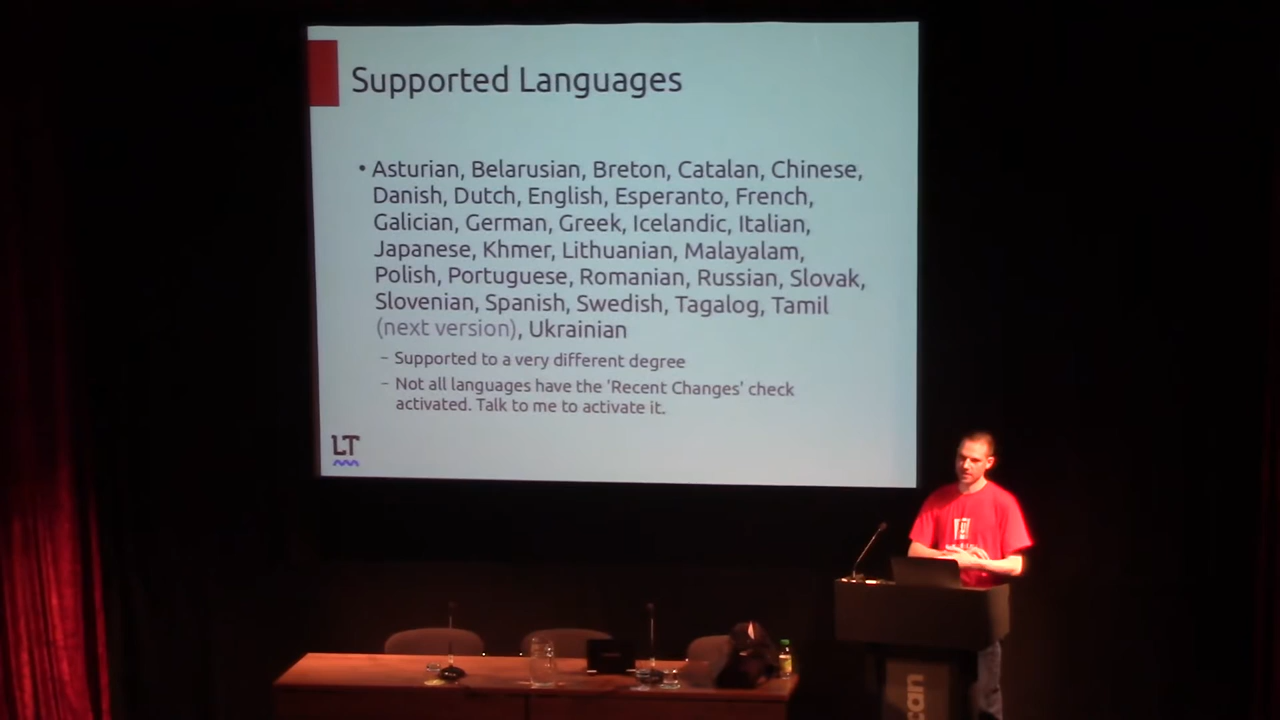 Supported Languages
• Asturian, Belarusian, Breton, Catalan, Chinese,
Danish, Dutch, English, Esperanto, French,
Galician, German, Greek, Icelandic, Italian,
Japanese, Khmer, Lithuanian, Malayalam,
Polish, Portuguese, Romanian, Russian, Slovak,
Slovenian, Spanish, Swedish, Tagalog, Tamil
(next version), Ukrainian
– Supported to a very different degree
– Not all languages have the 'Recent Changes' check
activated. Talk to me to activate it.
LT
can